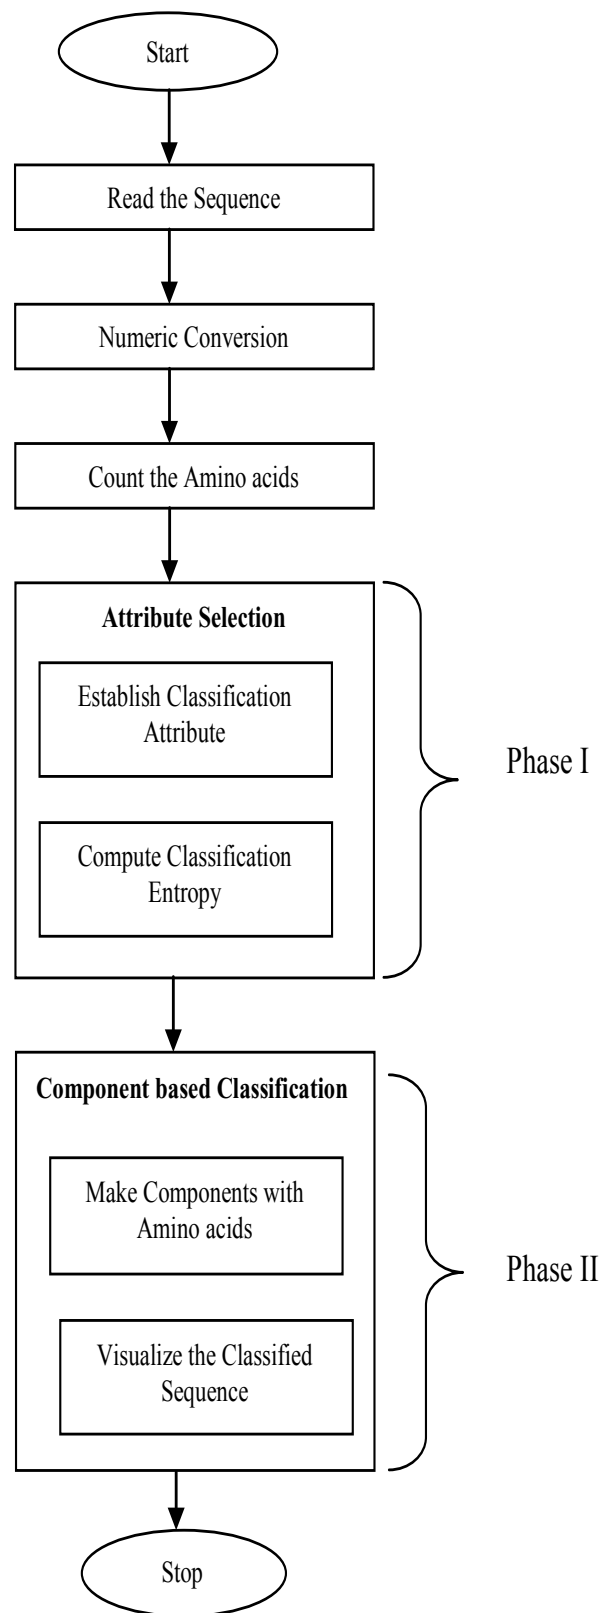 Start
Read the Sequence
Numeric Conversion
Count the Amino acids
Attribute Selection
Establish Classification
Attribute
Compute Classification
Entropy
Phase I
Component based Classification
Make Components with
Amino acids
Visualize the Classified
Sequence
Phase II
Stop